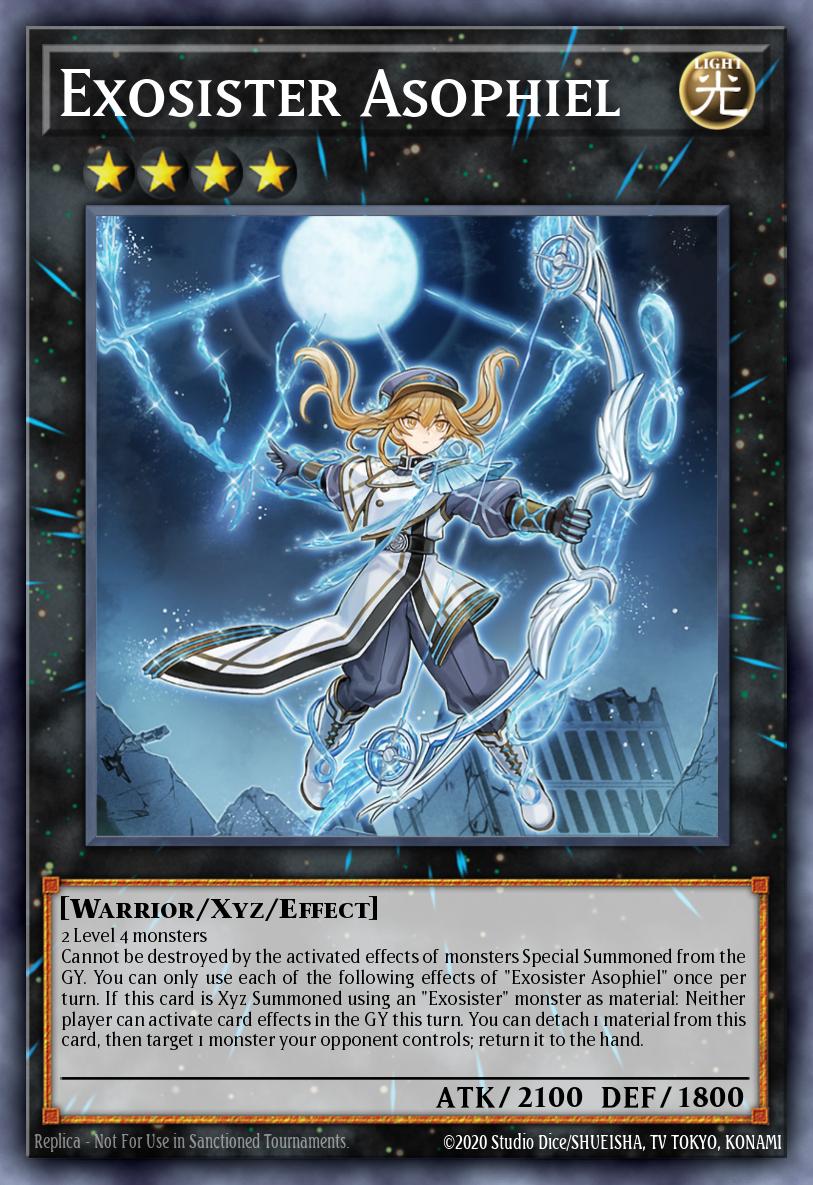 Exosister Asophiel
LIGHT
光
[Warrior/Xyz/Effect]
2 Level 4 monsters
Cannot be destroyed by the activated effects of monsters Special Summoned from the
GY. You can only use each of the following effects of "Exosister Asophiel" once per
turn. If this card is Xyz Summoned using an "Exosister" monster as material: Neither
player can activate card effects in the GY this turn. You can detach 1 material from this
card, then target 1 monster your opponent controls; return it to the hand.
ATK/2100 DEF/1800
Replica - Not For Use in Sanctioned Tournaments.
©2020 Studio Dice/SHUEISHA, TV TOKYO, KONAMI